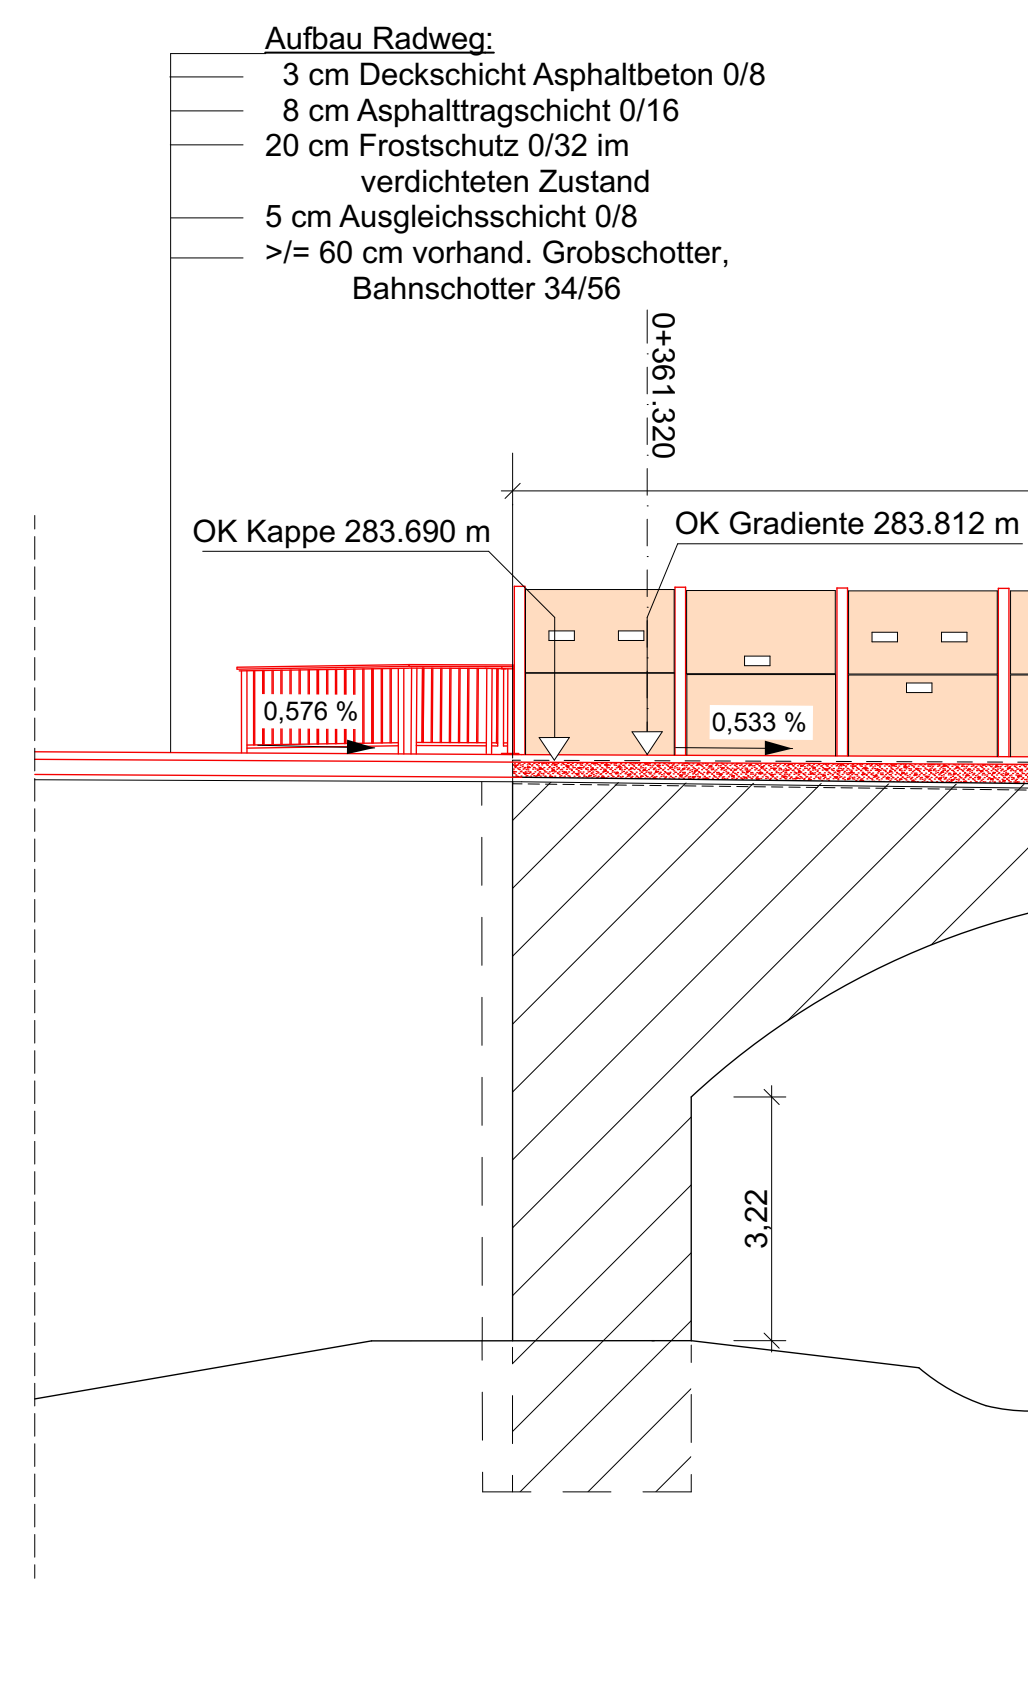 Aufbau Radweg:
3 cm Deckschicht Asphaltbeton 0/8
8 cm Asphalttragschicht 0/16
20 cm Frostschutz 0/32 im
verdichteten Zustand
5 cm Ausgleichsschicht 0/8
>/= 60 cm vorhand. Grobschotter,
Bahnschotter 34/56
0+361.320
OK Kappe 283.690 m
OK Gradiente 283.812 m
0,576 %
0,533 %
3,22